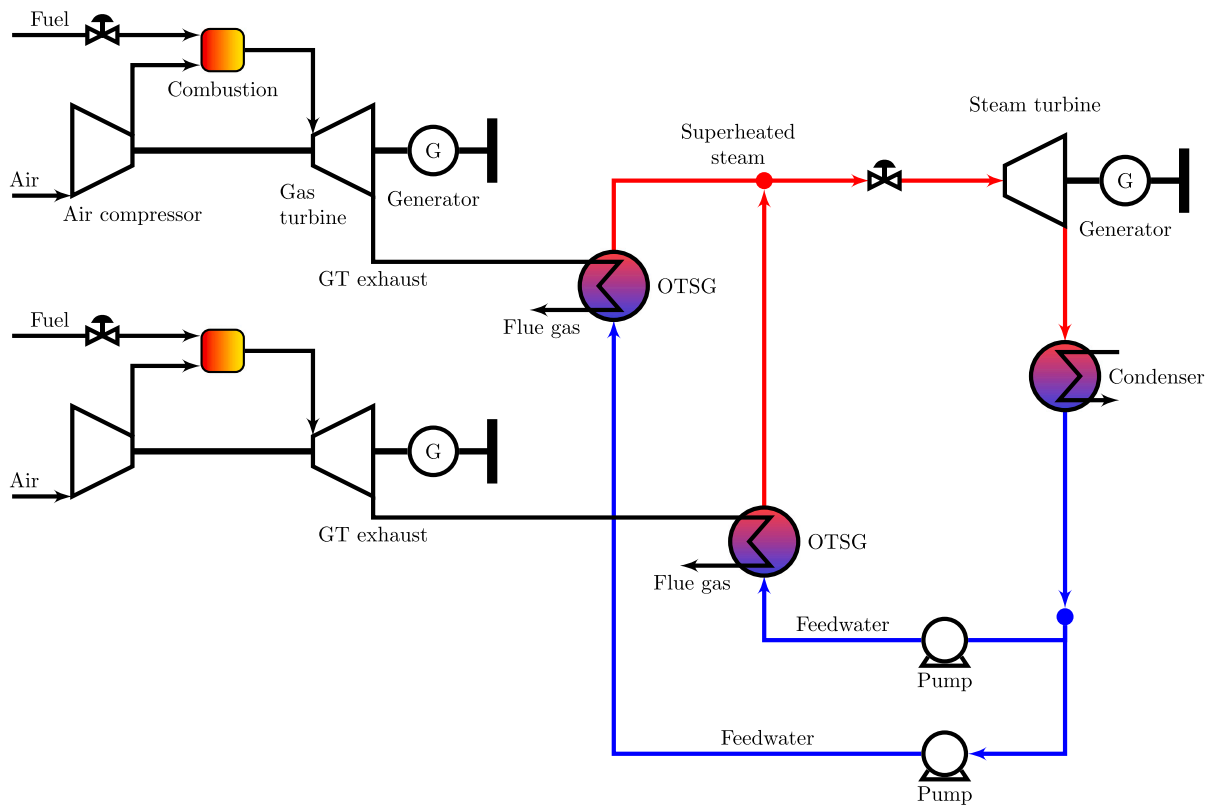 Fuel
Combustion
Air
Air compressor
Gas
turbine
G
Generator
GT exhaust
Superheated
steam
Steam turbine
G
Generator
OTSG
Flue gas
Condenser
Fuel
Air
G
GT exhaust
OTSG
Flue gas
Feedwater
Pump
Feedwater
Pump